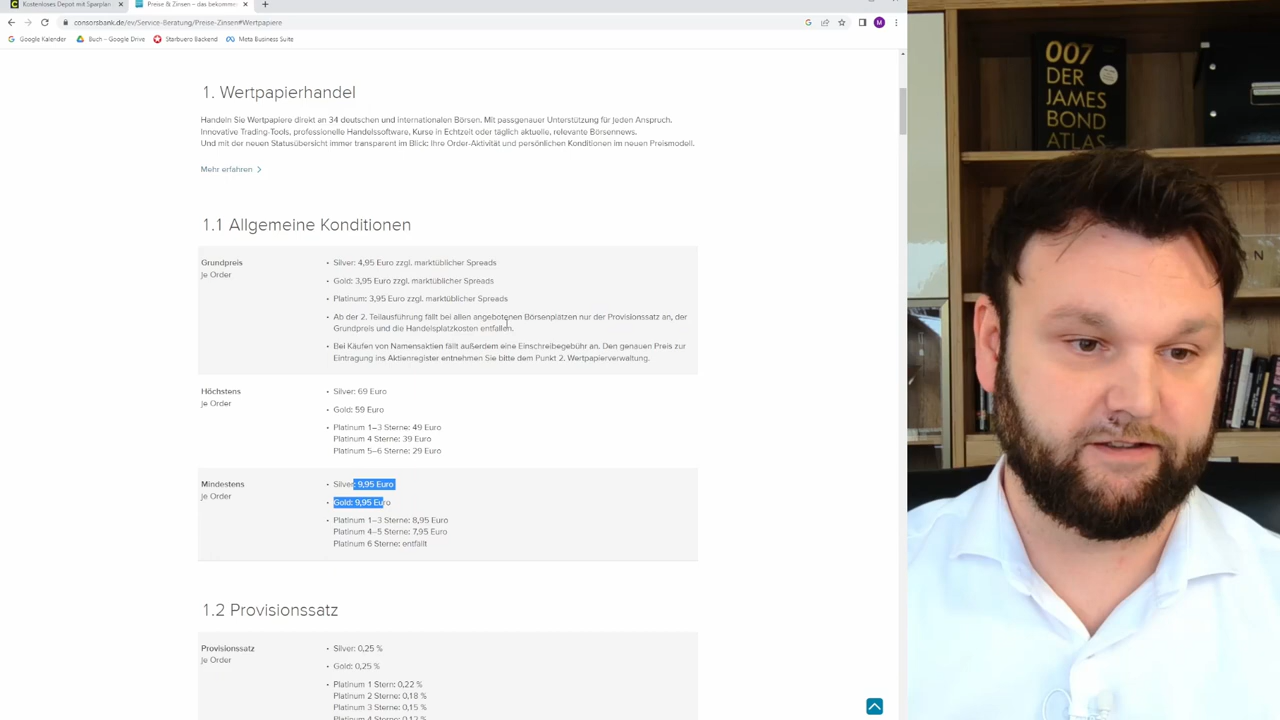 Kostenloses Depot mit Sparplan
Preise & Zinsen – das bekomme
consorsbank.de/ev/Service-Beratung/Preise-Zinsen#Wertpapiere
Google Kalender
Buch – Google Drive
Starbuero Backend
Meta Business Suite
M
1. Wertpapierhandel
Handeln Sie Wertpapiere direkt an 34 deutschen und internationalen Börsen. Mit passgenauer Unterstützung für jeden Anspruch.
Innovative Trading-Tools, professionelle Handelssoftware, Kurse in Echtzeit oder täglich aktuelle, relevante Börsennews.
Und mit der neuen Statusübersicht immer transparent im Blick: Ihre Order-Aktivität und persönlichen Konditionen im neuen Preismodell.
Mehr erfahren
1.1 Allgemeine Konditionen
Grundpreis
je Order
• Silver: 4,95 Euro zzgl. marktüblicher Spreads
• Gold: 3,95 Euro zzgl. marktüblicher Spreads
• Platinum: 3,95 Euro zzgl. marktüblicher Spreads
• Ab der 2. Teilausführung fällt bei allen angebotenen Börsenplätzen nur der Provisionssatz an, der
Grundpreis und die Handelsplatzkosten entfallen.
• Bei Käufen von Namensaktien fällt außerdem eine Einschreibegebühr an. Den genauen Preis zur
Eintragung ins Aktienregister entnehmen Sie bitte dem Punkt 2. Wertpapierverwaltung.
Höchstens
je Order
• Silver: 69 Euro
• Gold: 59 Euro
• Platinum 1–3 Sterne: 49 Euro
Platinum 4 Sterne: 39 Euro
Platinum 5–6 Sterne: 29 Euro
Mindestens
je Order
• Silver: 9,95 Euro
• Gold: 9,95 Euro
• Platinum 1–3 Sterne: 8,95 Euro
Platinum 4–5 Sterne: 7,95 Euro
Platinum 6 Sterne: entfällt
1.2 Provisionssatz
Provisionssatz
je Order
• Silver: 0,25 %
• Gold: 0,25 %
• Platinum 1 Stern: 0,22 %
Platinum 2 Sterne: 0,18 %
Platinum 3 Sterne: 0,15 %
Platinum 4 Sterne: 0,12 %
007
DER
JAMES
BOND
ATLAS